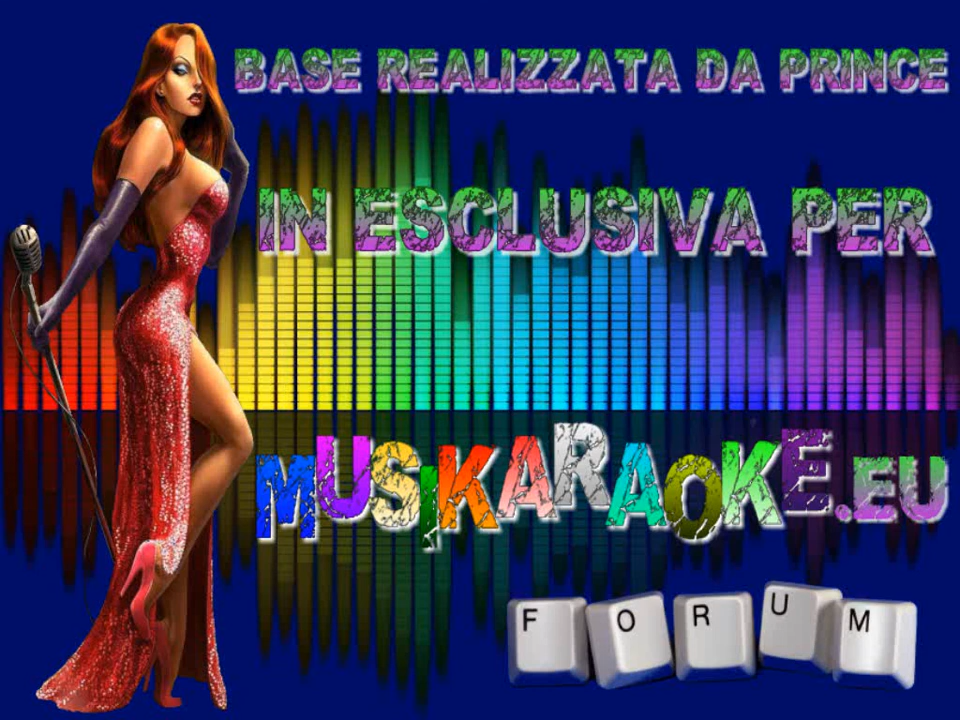 BASE REALIZZATA DA PRINCE
IN ESCLUSIVA PER
MUSIKARAOKE.EU
FORUM